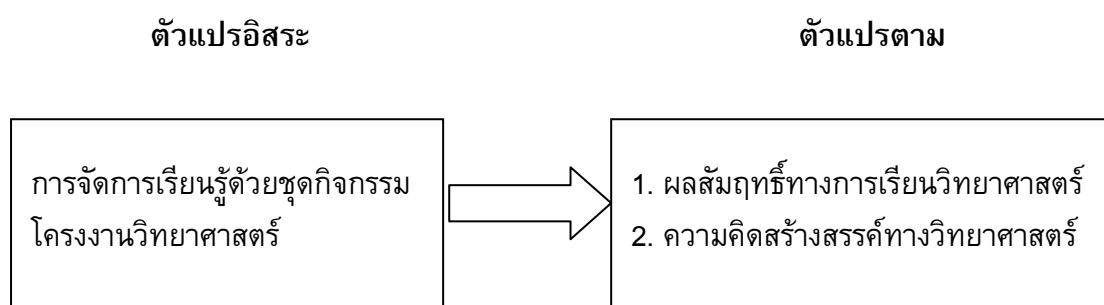 ตัวแปรอิสระ
ตัวแปรตาม
การจัดการเรียนรู้ด้วยชุดกิจกรรม
โครงงานวิทยาศาสตร์
1. ผลสัมฤทธิ์ทางการเรียนวิทยาศาสตร์
2. ความคิดสร้างสรรค์ทางวิทยาศาสตร์